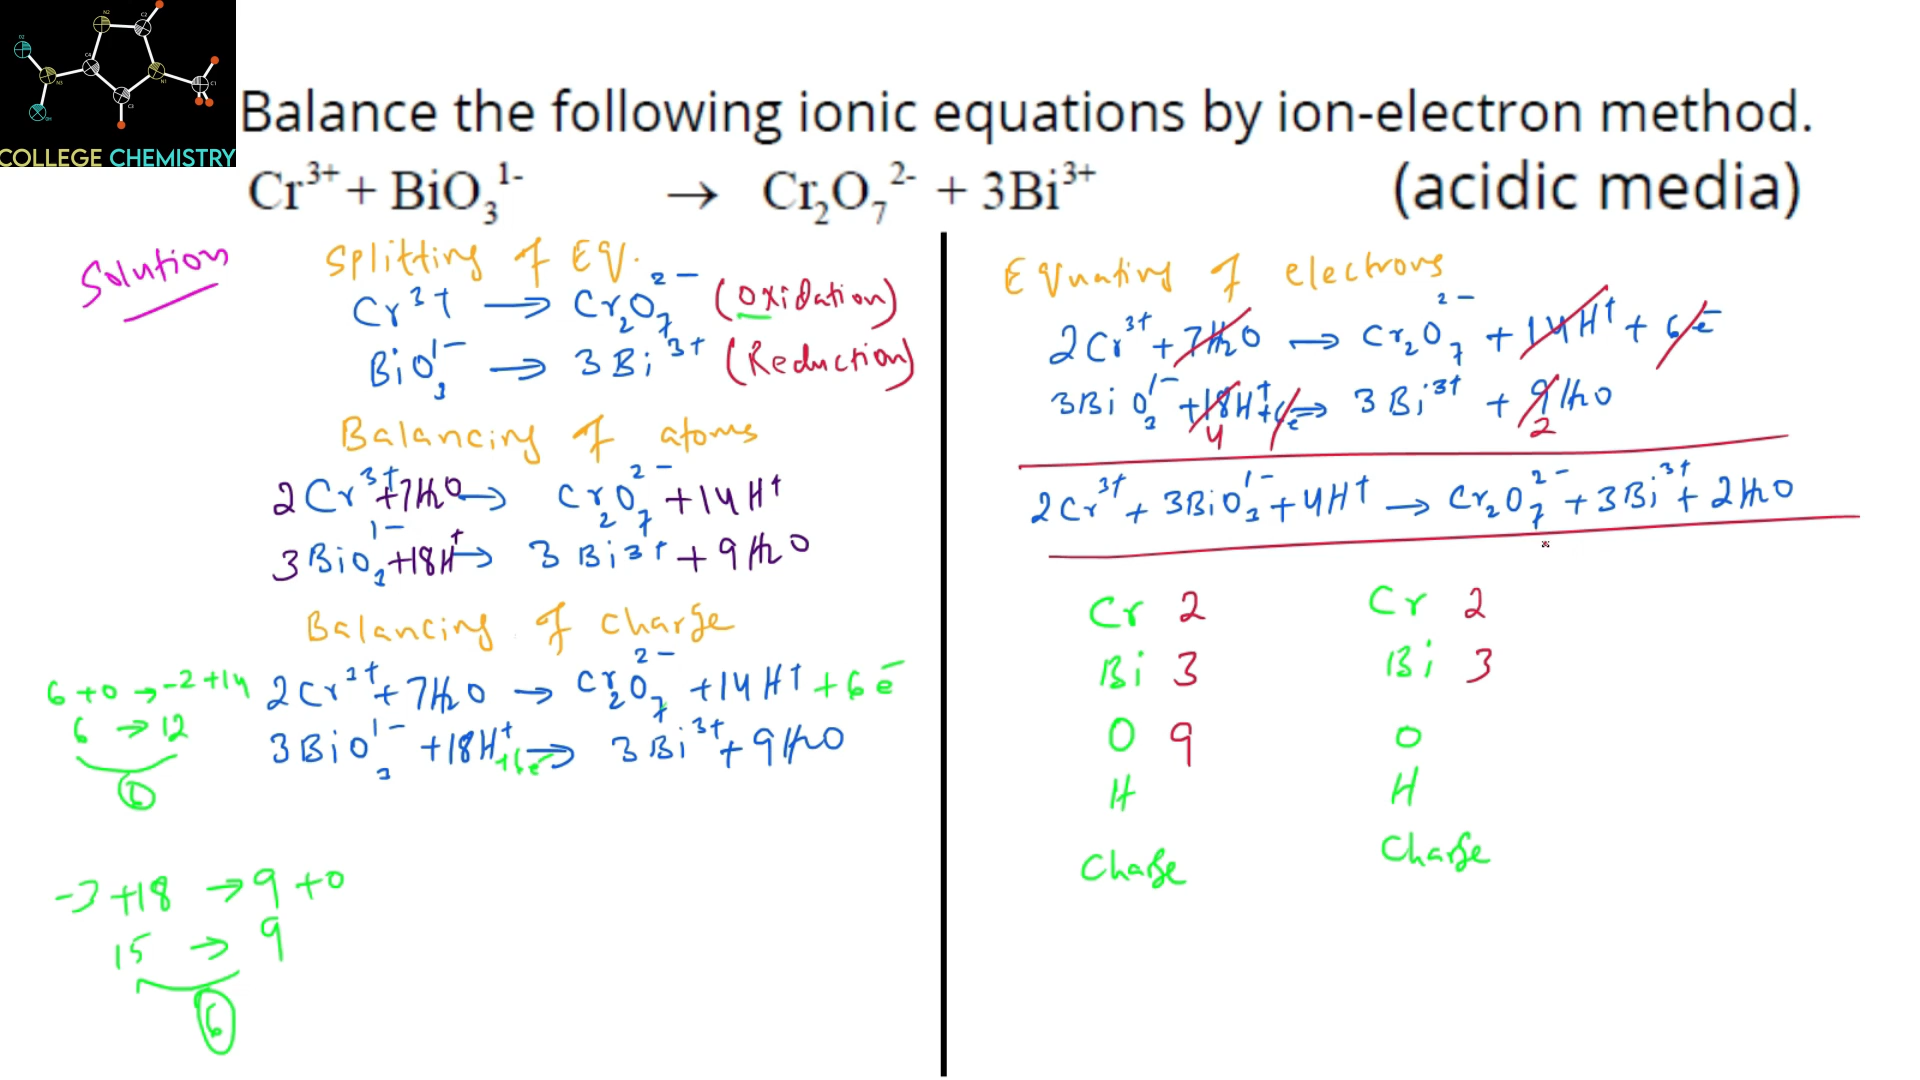 COLLEGE CHEMISTRY
Balance the following ionic equations by ion-electron method.
Cr³⁺ + BiO₃¹⁻ → Cr₂O₇²⁻ + 3Bi³⁺ (acidic media)
Solution
Splitting of EQ.
Cr³⁺ → Cr₂O₇²⁻ (Oxidation)
BiO₃¹⁻ → 3Bi³⁺ (Reduction)
Balancing of atoms
2Cr³⁺ + 7H₂O → Cr₂O₇²⁻ + 14H⁺
3BiO₃¹⁻ + 18H⁺ → 3Bi³⁺ + 9H₂O
Balancing of charge
6 + 0 → -2 + 14
2Cr³⁺ + 7H₂O → Cr₂O₇²⁻ + 14H⁺ + 6e⁻
6 → 12
3BiO₃¹⁻ + 18H⁺ + 6e⁻ → 3Bi³⁺ + 9H₂O
6
-3 + 18 → 9 + 0
15 → 9
6
Equating of electrons
2Cr³⁺ + 7H₂O → Cr₂O₇²⁻ + 14H⁺ + 6e⁻
3BiO₃¹⁻ + 18H⁺ + 6e⁻ → 3Bi³⁺ + 9H₂O
4 2
2Cr³⁺ + 3BiO₃¹⁻ + 4H⁺ → Cr₂O₇²⁻ + 3Bi³⁺ + 2H₂O
Cr 2 Cr 2
Bi 3 Bi 3
O 9 O
H H
Charge Charge